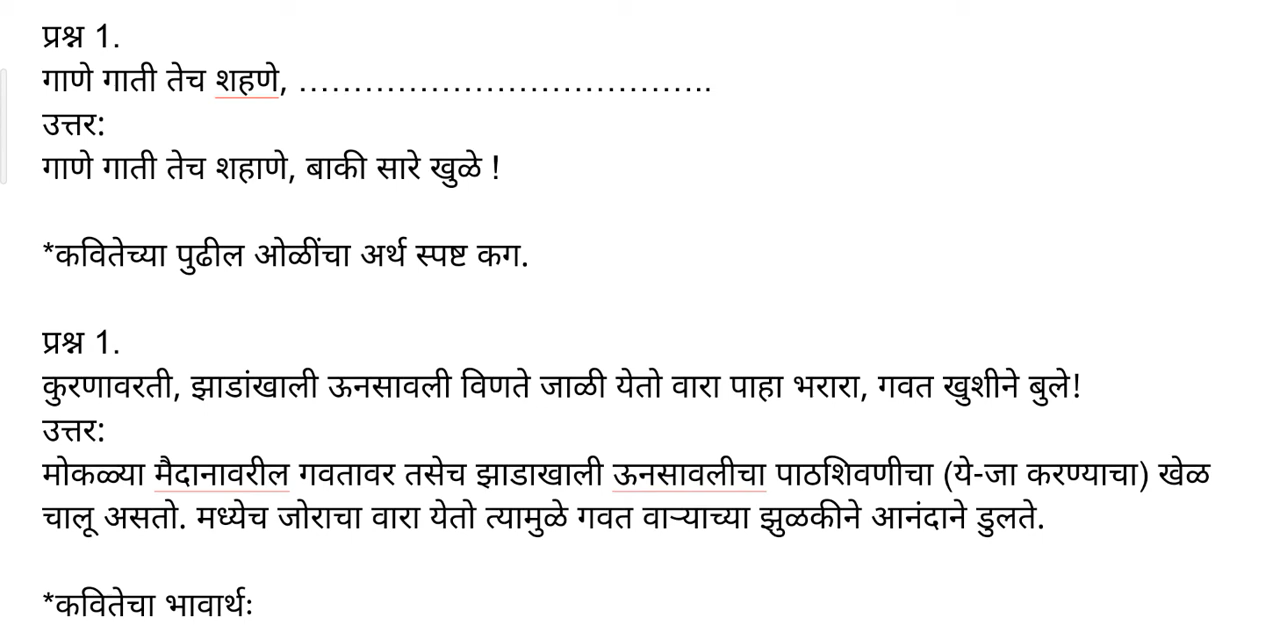 प्रश्न 1.
गाणे गाती तेच शहणे, …………………………………..
उत्तर:
गाणे गाती तेच शहाणे, बाकी सारे खुळे !
*कवितेच्या पुढील ओळींचा अर्थ स्पष्ट कग.
प्रश्न 1.
कुरणावरती, झाडांखाली ऊनसावली विणते जाळी येतो वारा पाहा भरारा, गवत खुशीने बुले!
उत्तर:
मोकळ्या मैदानावरील गवतावर तसेच झाडाखाली ऊनसावलीचा पाठशिवणीचा (ये-जा करण्याचा) खेळ
चालू असतो. मध्येच जोराचा वारा येतो त्यामुळे गवत वाऱ्याच्या झुळकीने आनंदाने डुलते.
*कवितेचा भावार्थ: